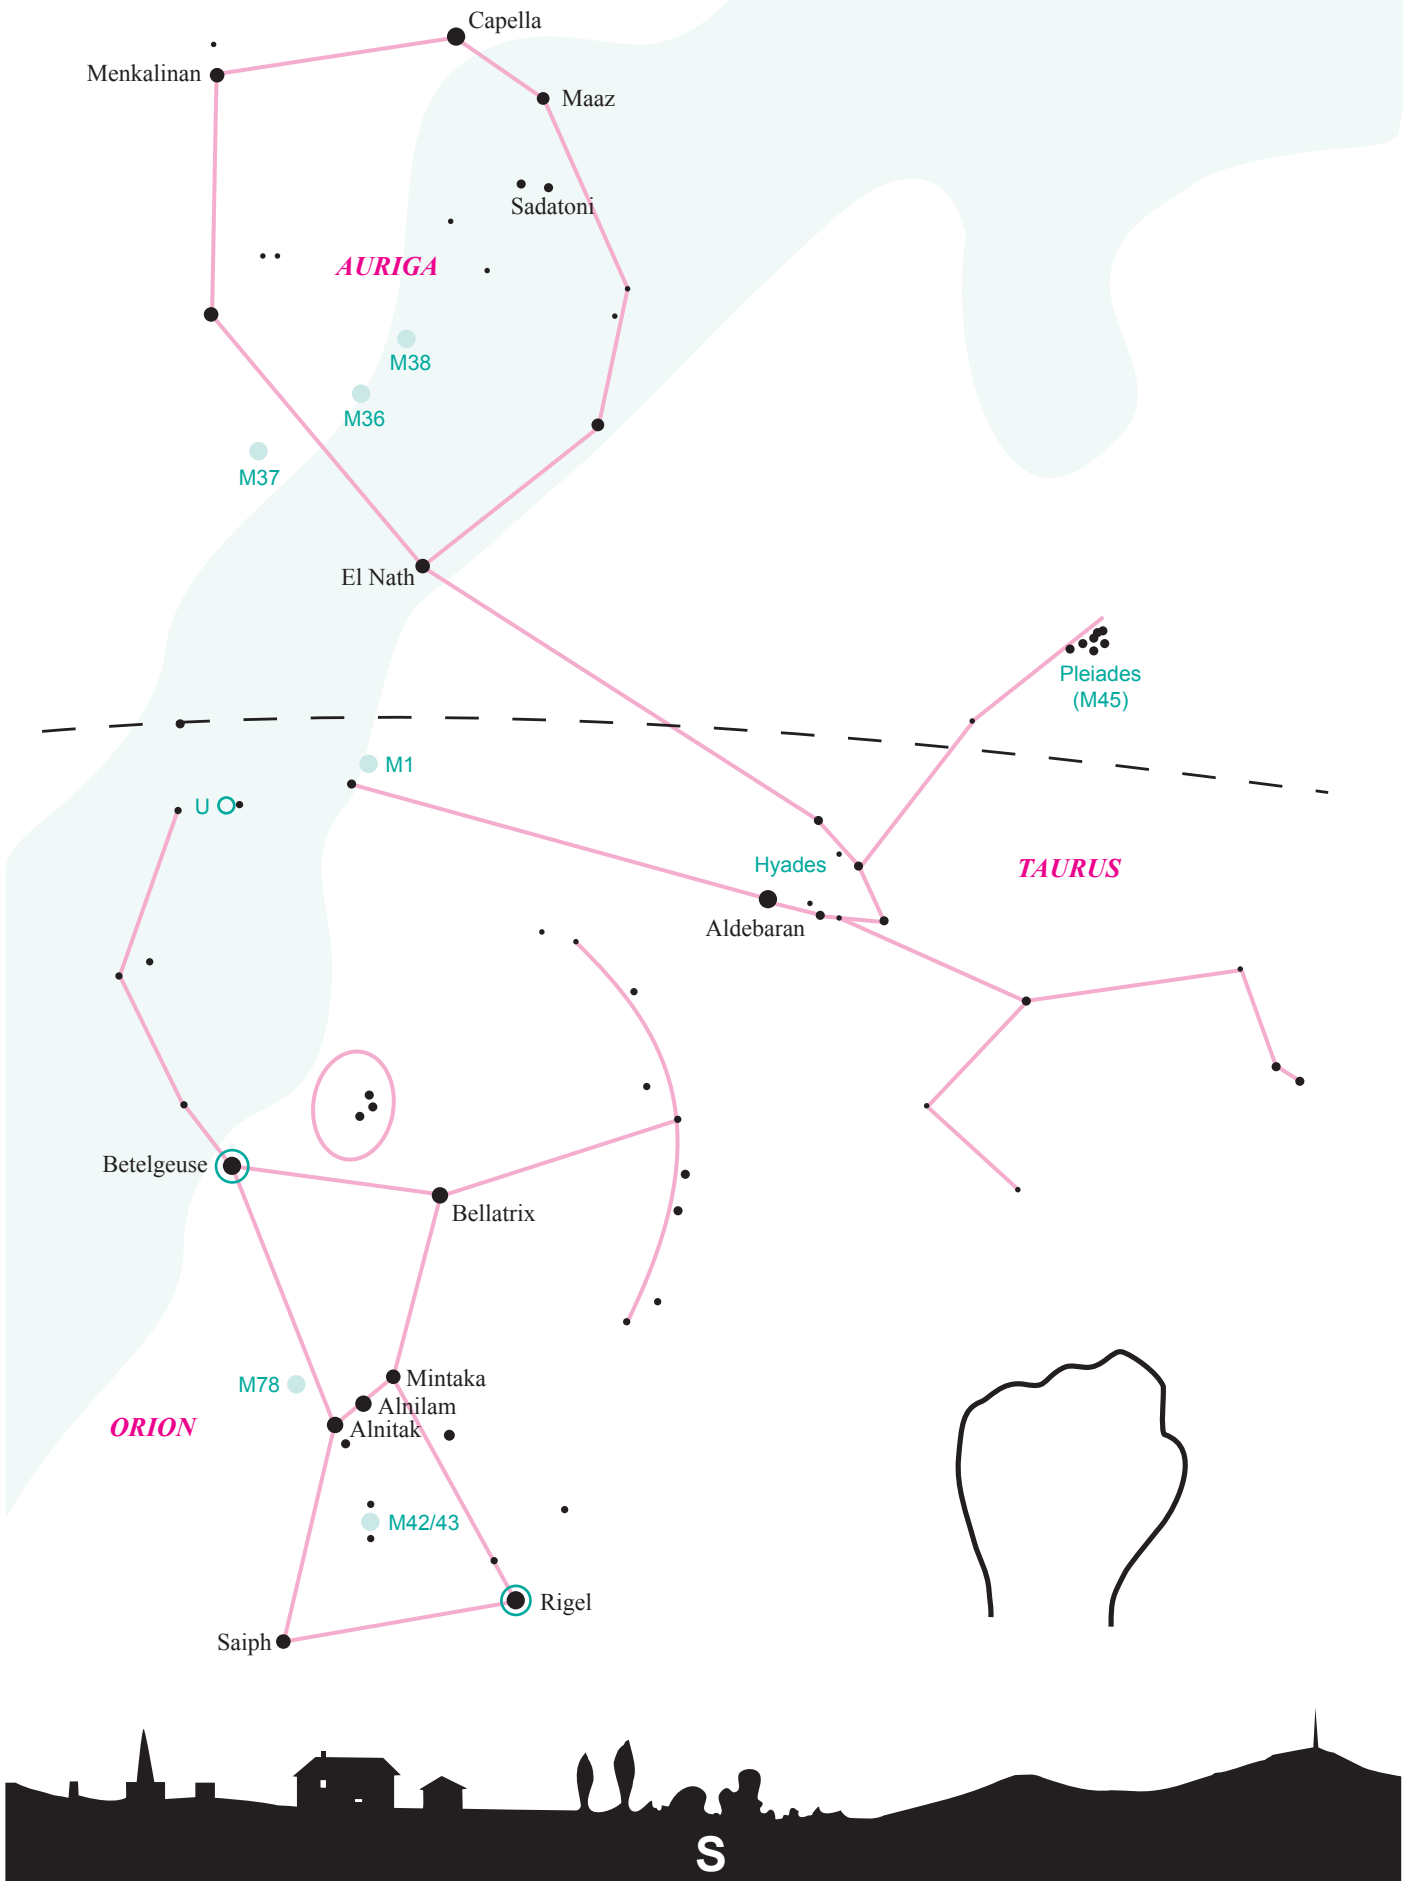 Capella
Menkalinan
Maaz
Sadatoni
AURIGA
M38
M36
M37
El Nath
Pleiades
(M45)
M1
U
Hyades
TAURUS
Aldebaran
Betelgeuse
Bellatrix
M78
Mintaka
Alnilam
ORION
Alnitak
M42/43
Rigel
Saiph
S